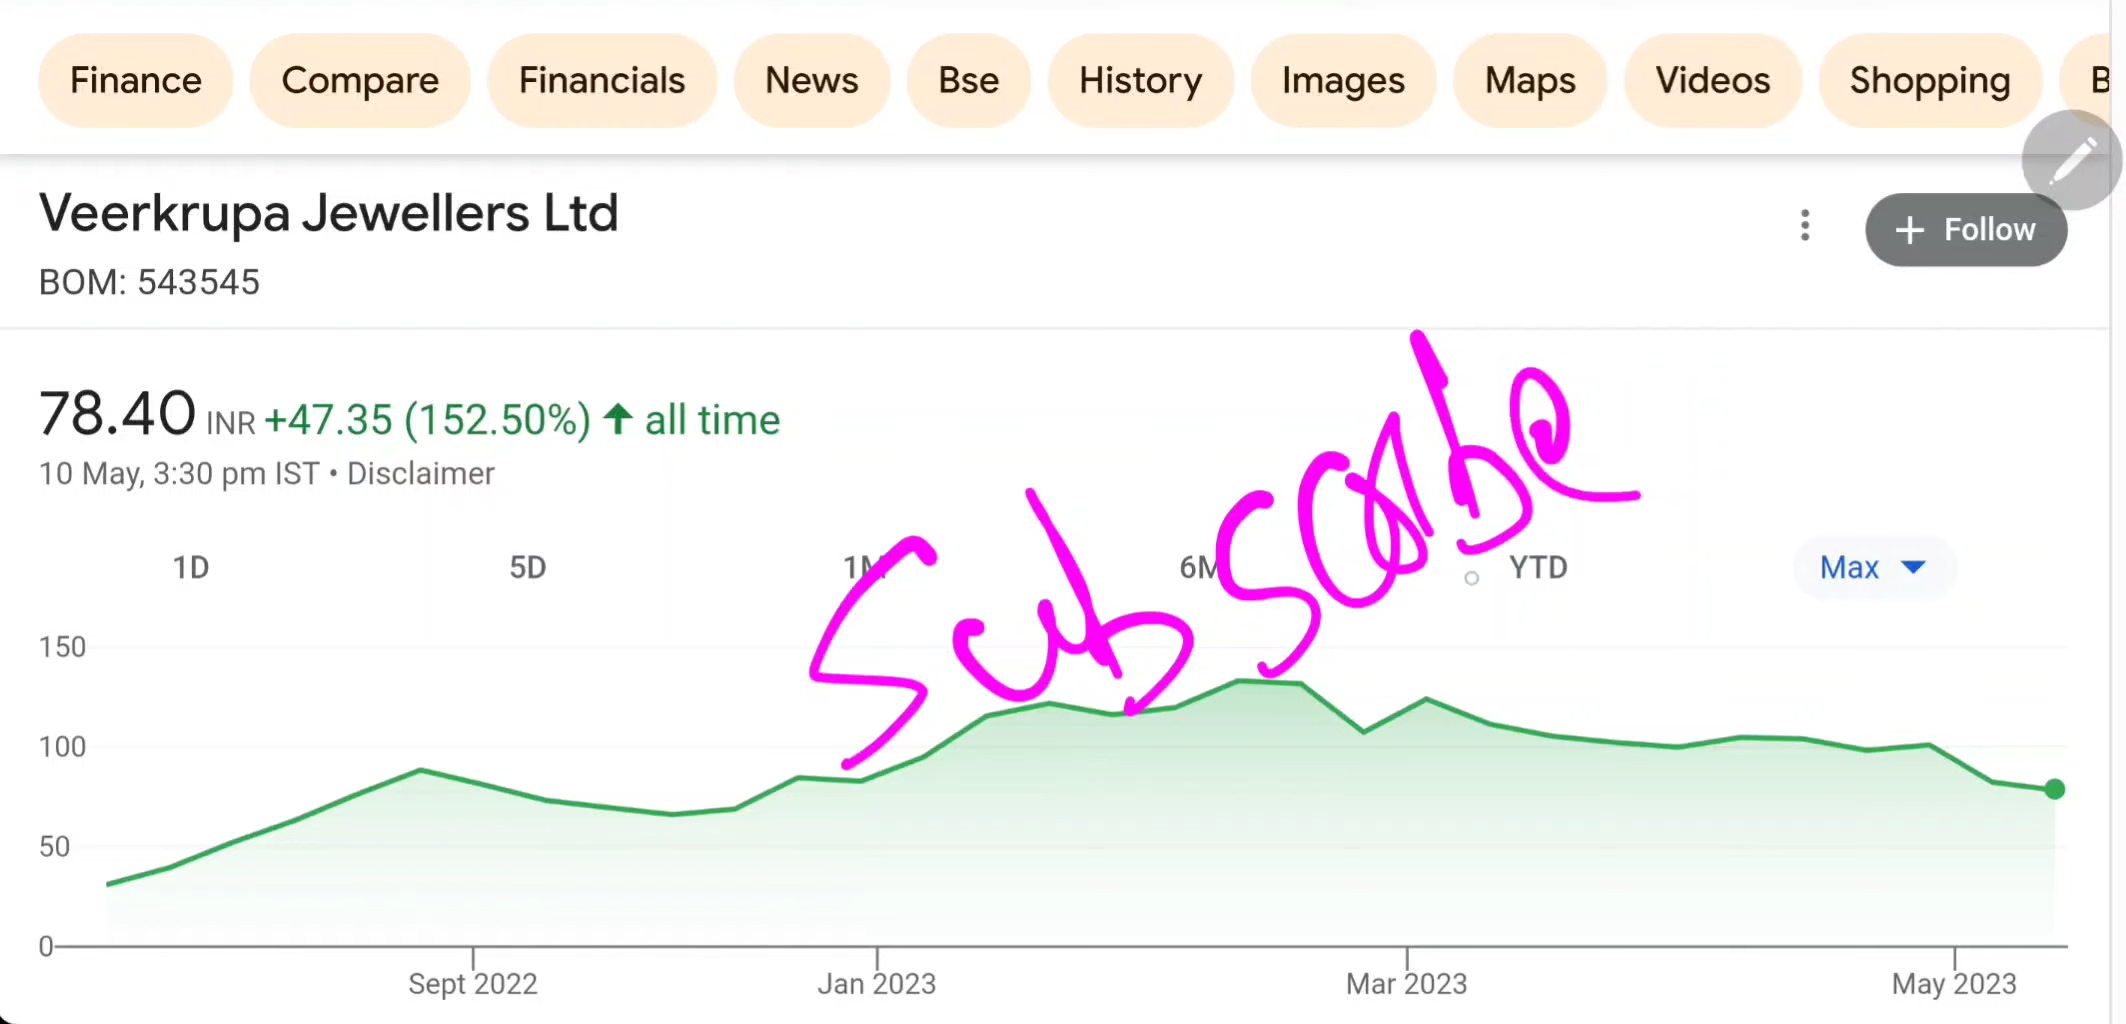 Finance Compare Financials News Bse History Images Maps Videos Shopping B
Veerkrupa Jewellers Ltd
Follow
BOM: 543545
78.40 INR +47.35 (152.50%) ↑ all time
10 May, 3:30 pm IST • Disclaimer
1D 5D 1M 6M YTD Max
Subscribe
150
100
50
0
Sept 2022 Jan 2023 Mar 2023 May 2023